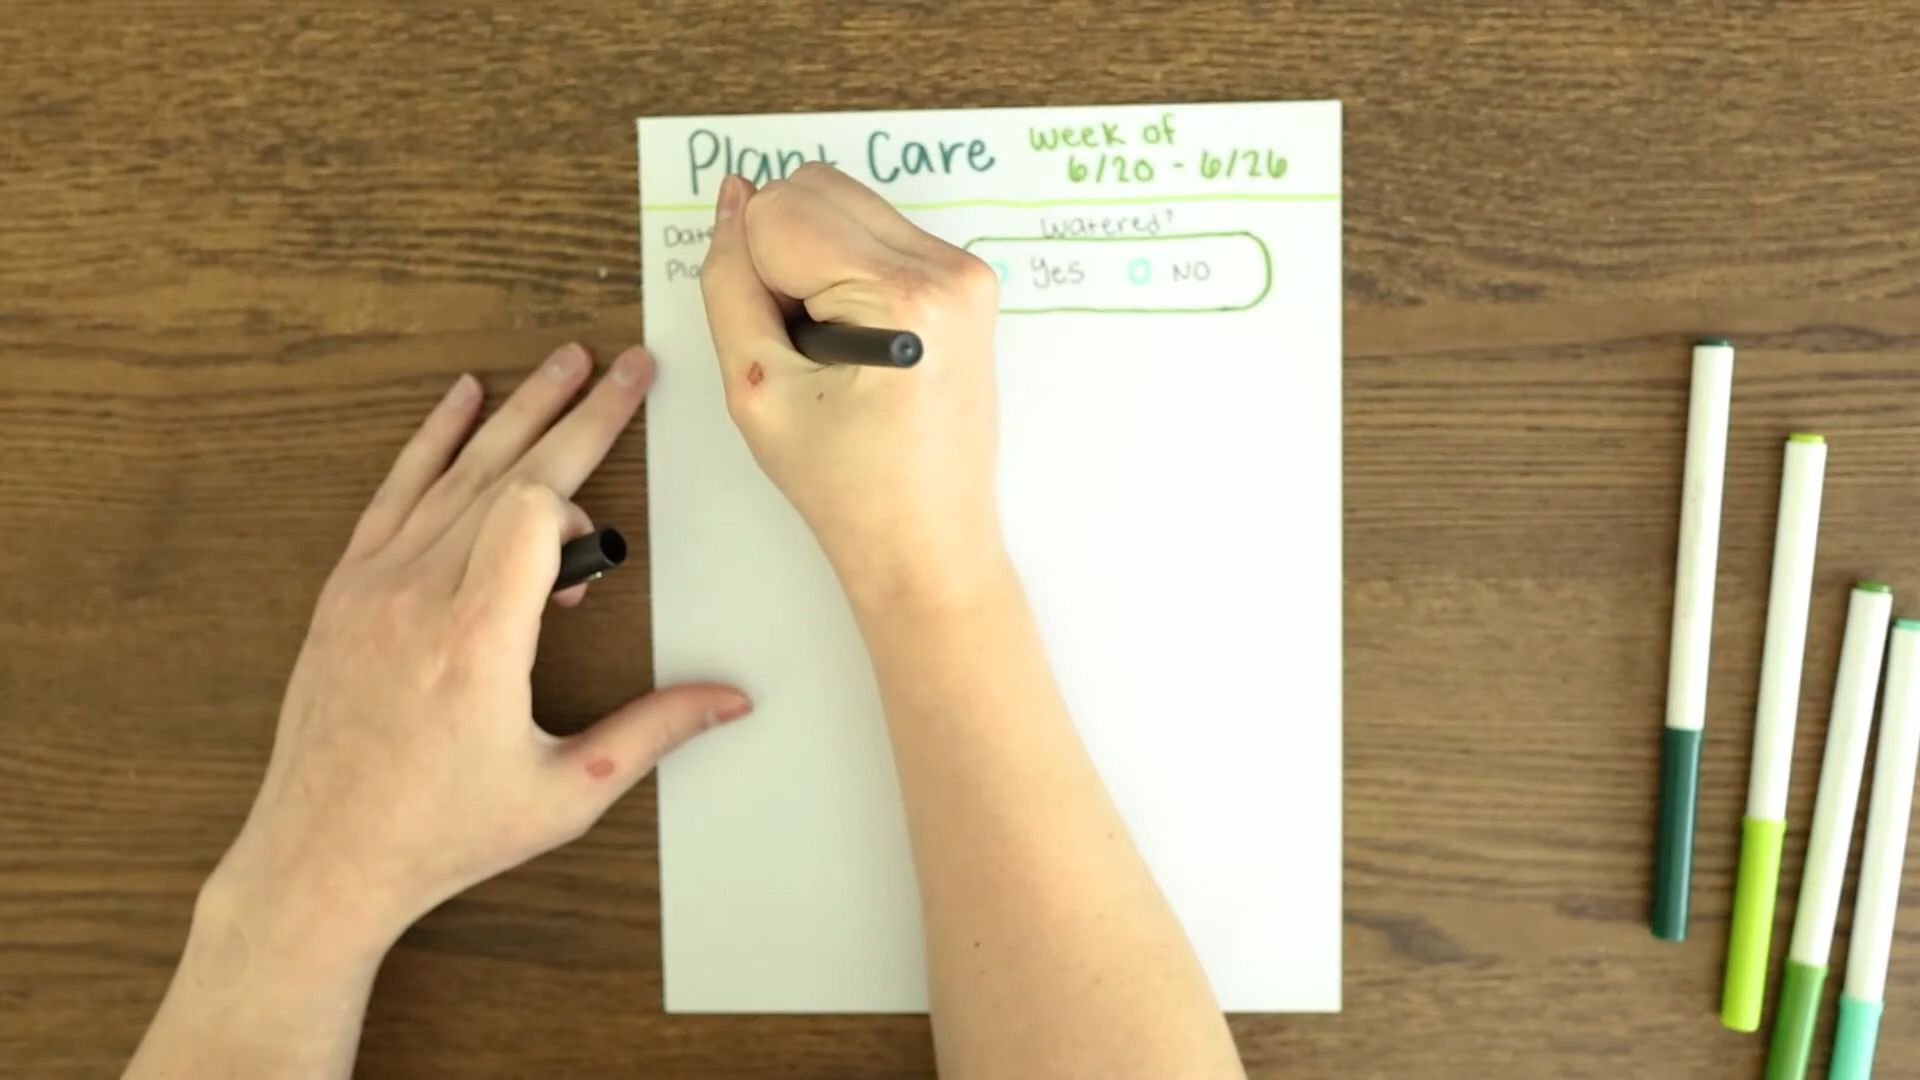 Plant Care
week of
6/20 - 6/26
Watered?
Yes NO